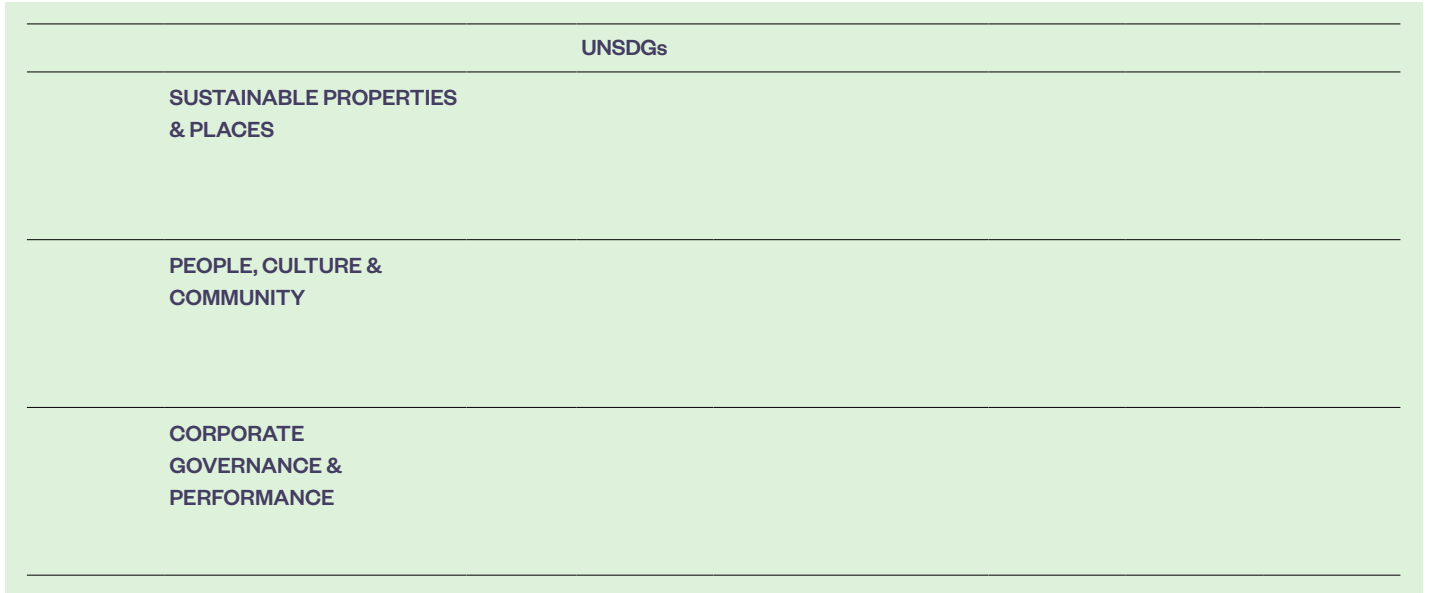 UNSDGs
SUSTAINABLE PROPERTIES
& PLACES
PEOPLE, CULTURE &
COMMUNITY
CORPORATE
GOVERNANCE &
PERFORMANCE